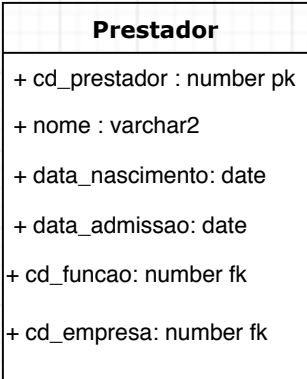 Prestador
+ cd_prestador : number pk
+ nome : varchar2
+ data_nascimento: date
+ data_admissao: date
+ cd_funcao: number fk
+ cd_empresa: number fk